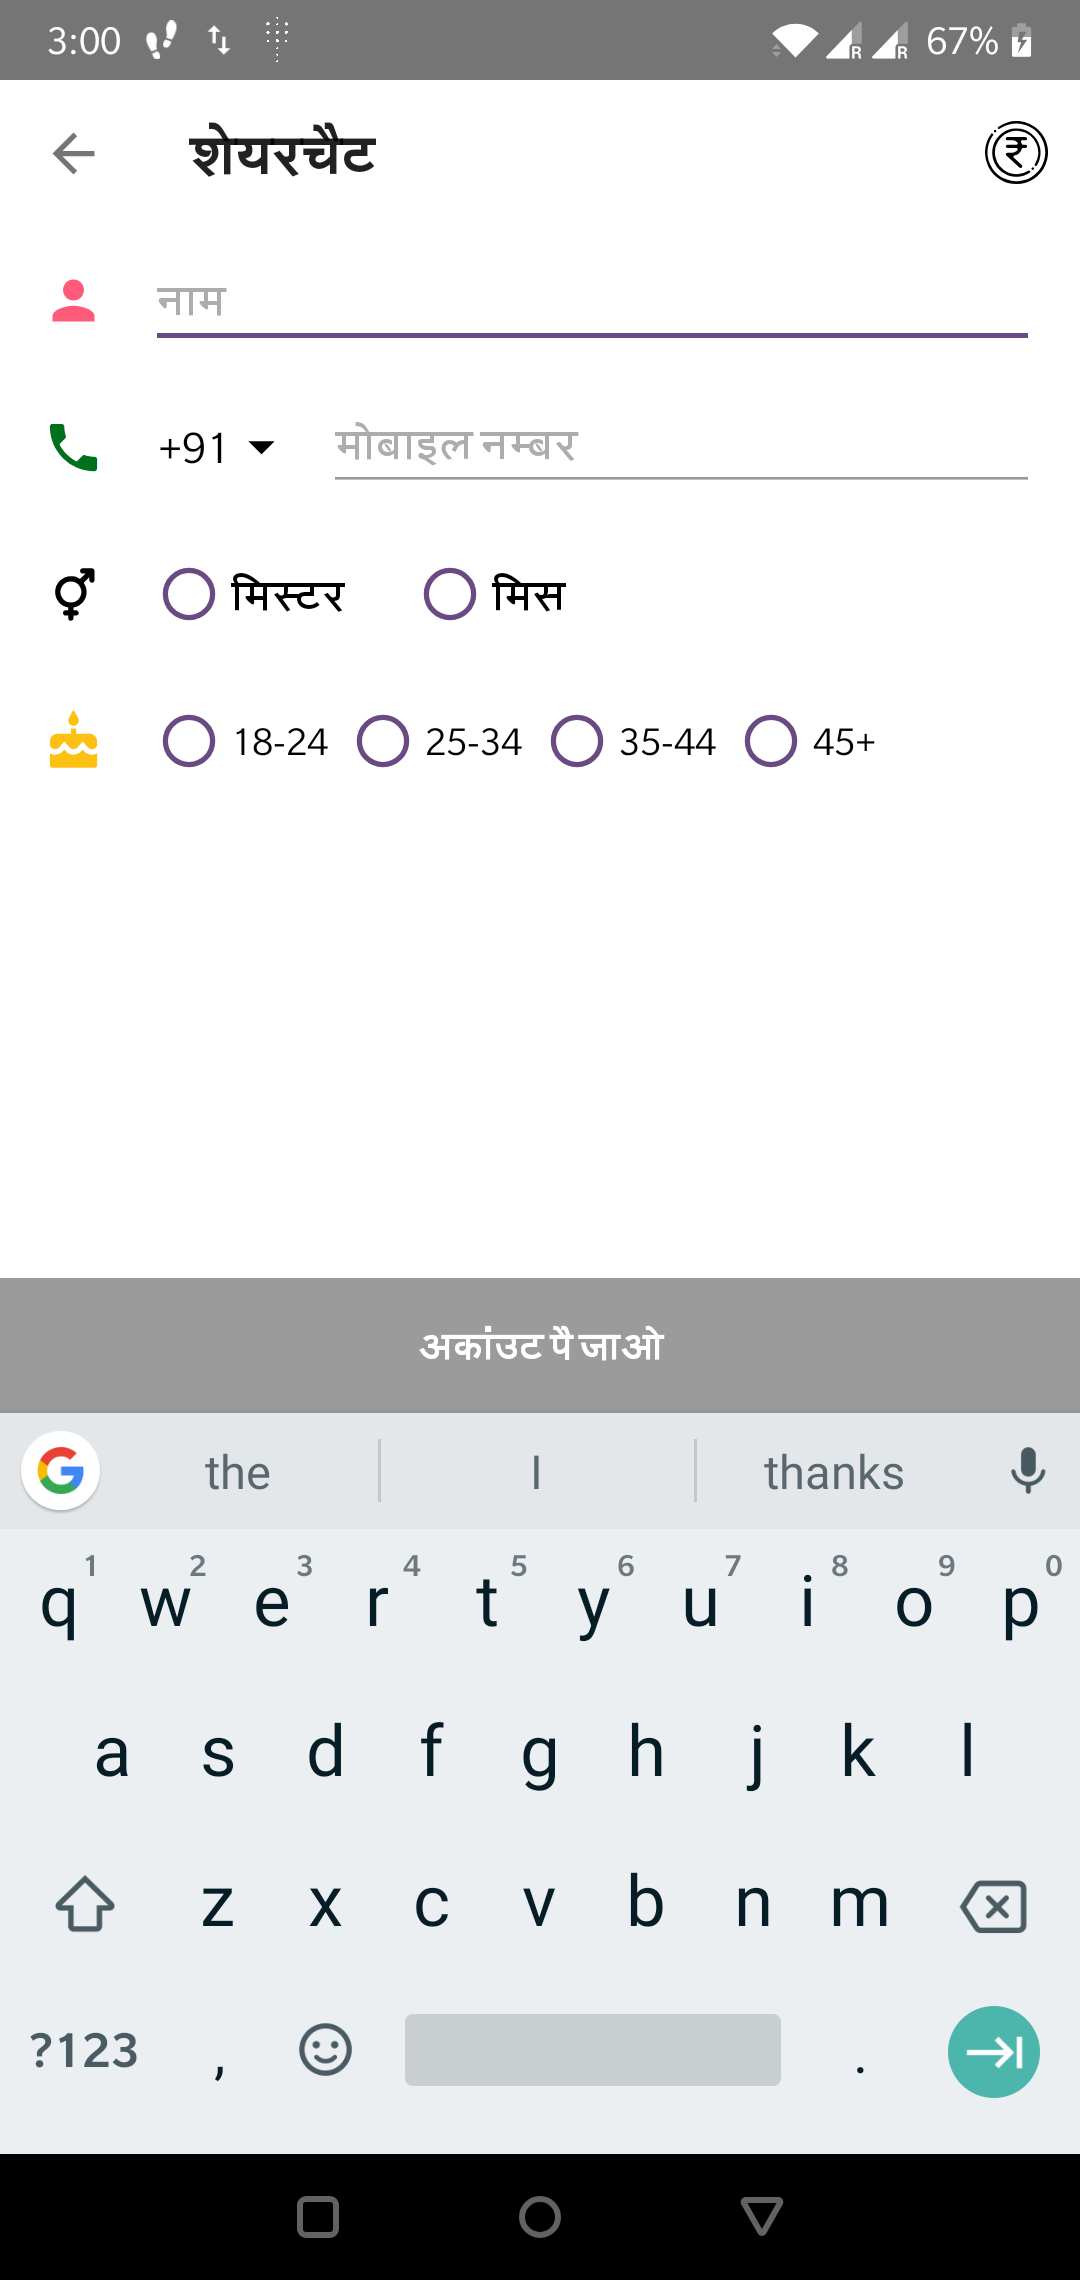 3:00 67%
शेयरचैट
नाम
+91 मोबाइल नम्बर
मिस्टर मिस
18-24 25-34 35-44 45+
अकांउट पै जाओ
the I thanks
1 2 3 4 5 6 7 8 9 0
q w e r t y u i o p
a s d f g h j k l
z x c v b n m
?123 , .